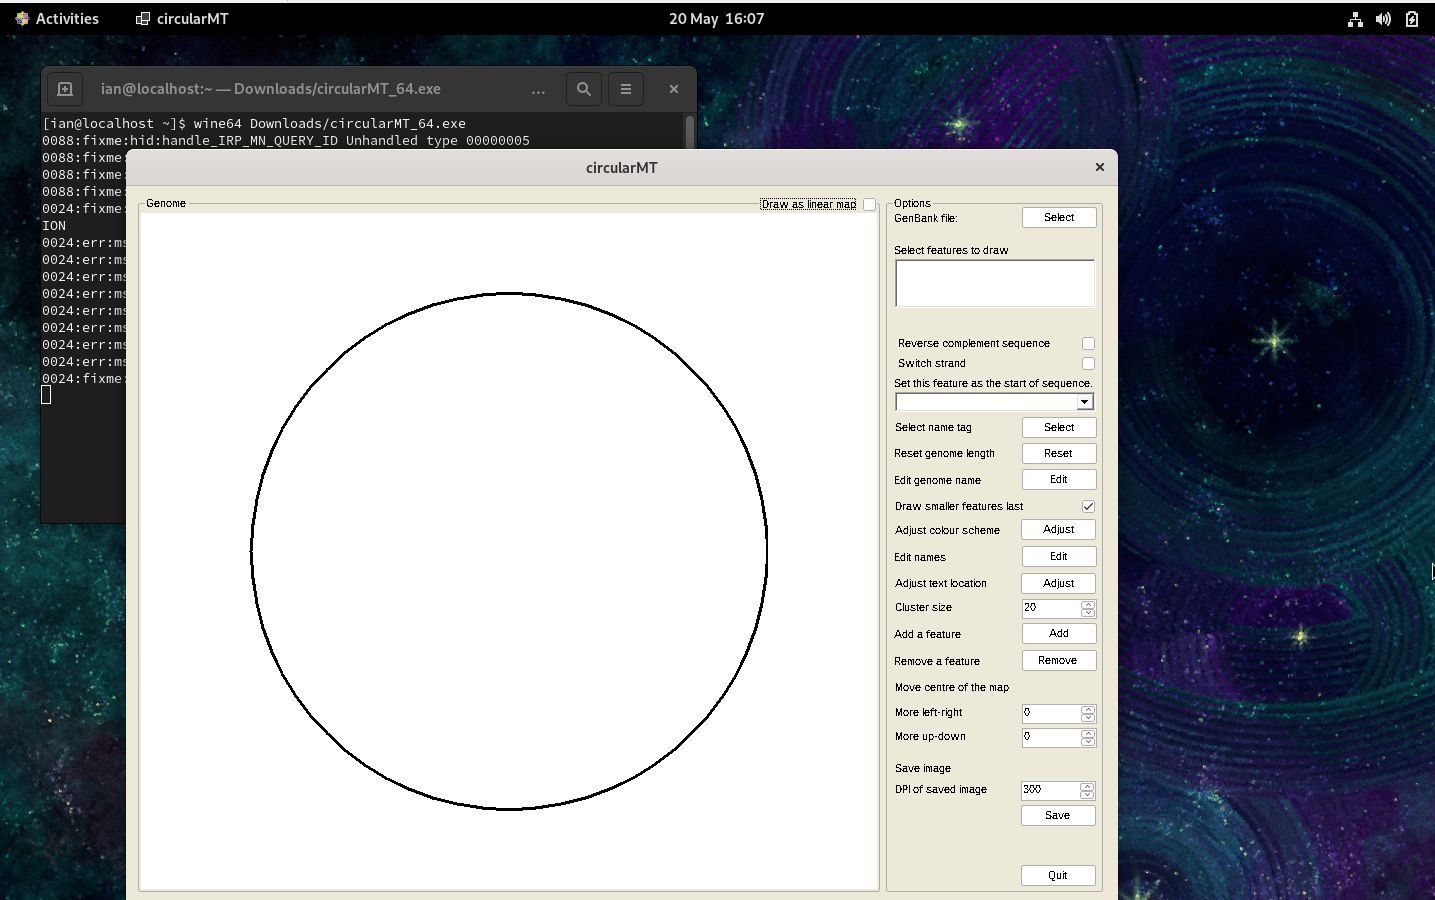 Activities circularMT 20 May 16:07
ian@localhost:~ — Downloads/circularMT_64.exe ...
[ian@localhost ~]$ wine64 Downloads/circularMT_64.exe
0088:fixme:hid:handle_IRP_MN_QUERY_ID Unhandled type 00000005
0088:fixme:
0088:fixme:
0088:fixme:
0024:fixme:
ION
0024:err:ms
0024:err:ms
0024:err:ms
0024:err:ms
0024:err:ms
0024:err:ms
0024:err:ms
0024:err:ms
0024:fixme:
circularMT
Genome
Draw as linear map
Options
GenBank file: Select
Select features to draw
Reverse complement sequence
Switch strand
Set this feature as the start of sequence.
Select name tag Select
Reset genome length Reset
Edit genome name Edit
Draw smaller features last
Adjust colour scheme Adjust
Edit names Edit
Adjust text location Adjust
Cluster size 20
Add a feature Add
Remove a feature Remove
Move centre of the map
More left-right 0
More up-down 0
Save image
DPI of saved image 300
Save
Quit